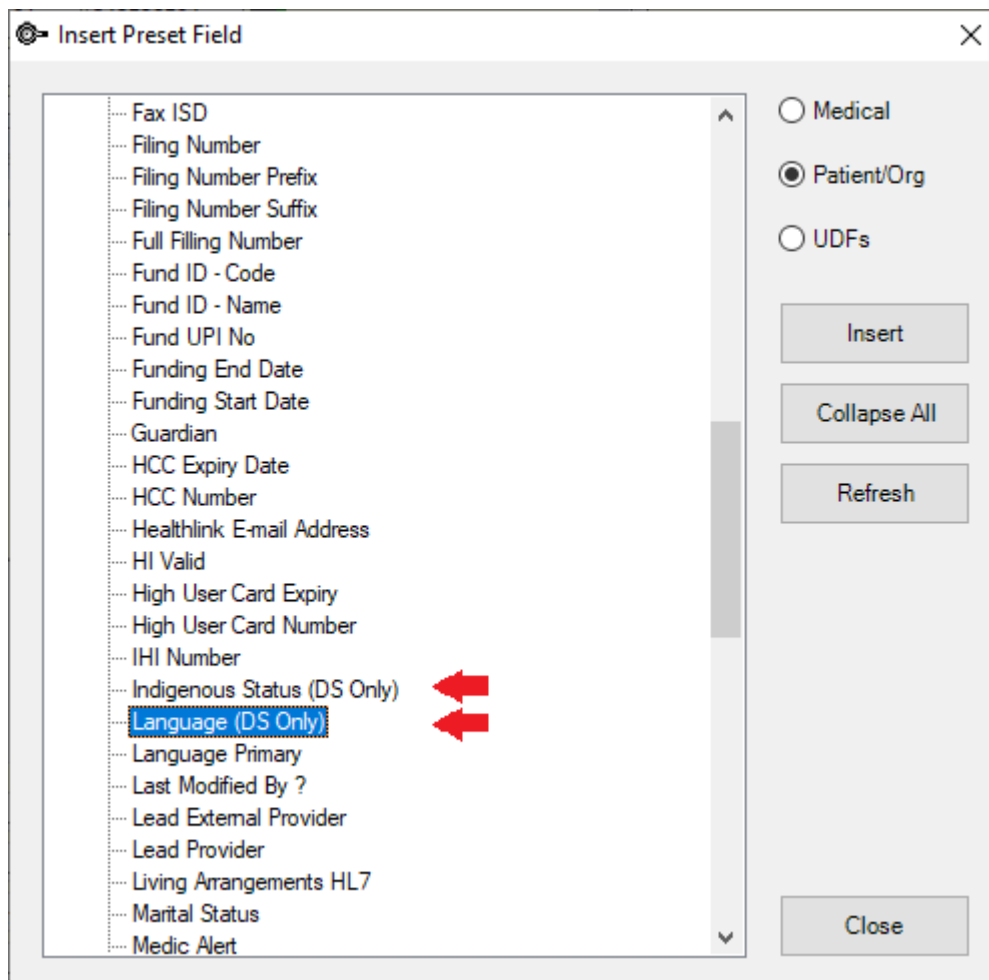 Insert Preset Field
Fax ISD
Filing Number
Filing Number Prefix
Filing Number Suffix
Full Filling Number
Fund ID - Code
Fund ID - Name
Fund UPI No
Funding End Date
Funding Start Date
Guardian
HCC Expiry Date
HCC Number
Healthlink E-mail Address
HI Valid
High User Card Expiry
High User Card Number
IHI Number
Indigenous Status (DS Only)
Language (DS Only)
Language Primary
Last Modified By ?
Lead External Provider
Lead Provider
Living Arrangements HL7
Marital Status
Medic Alert
Medical
Patient/Org
UDFs
Insert
Collapse All
Refresh
Close